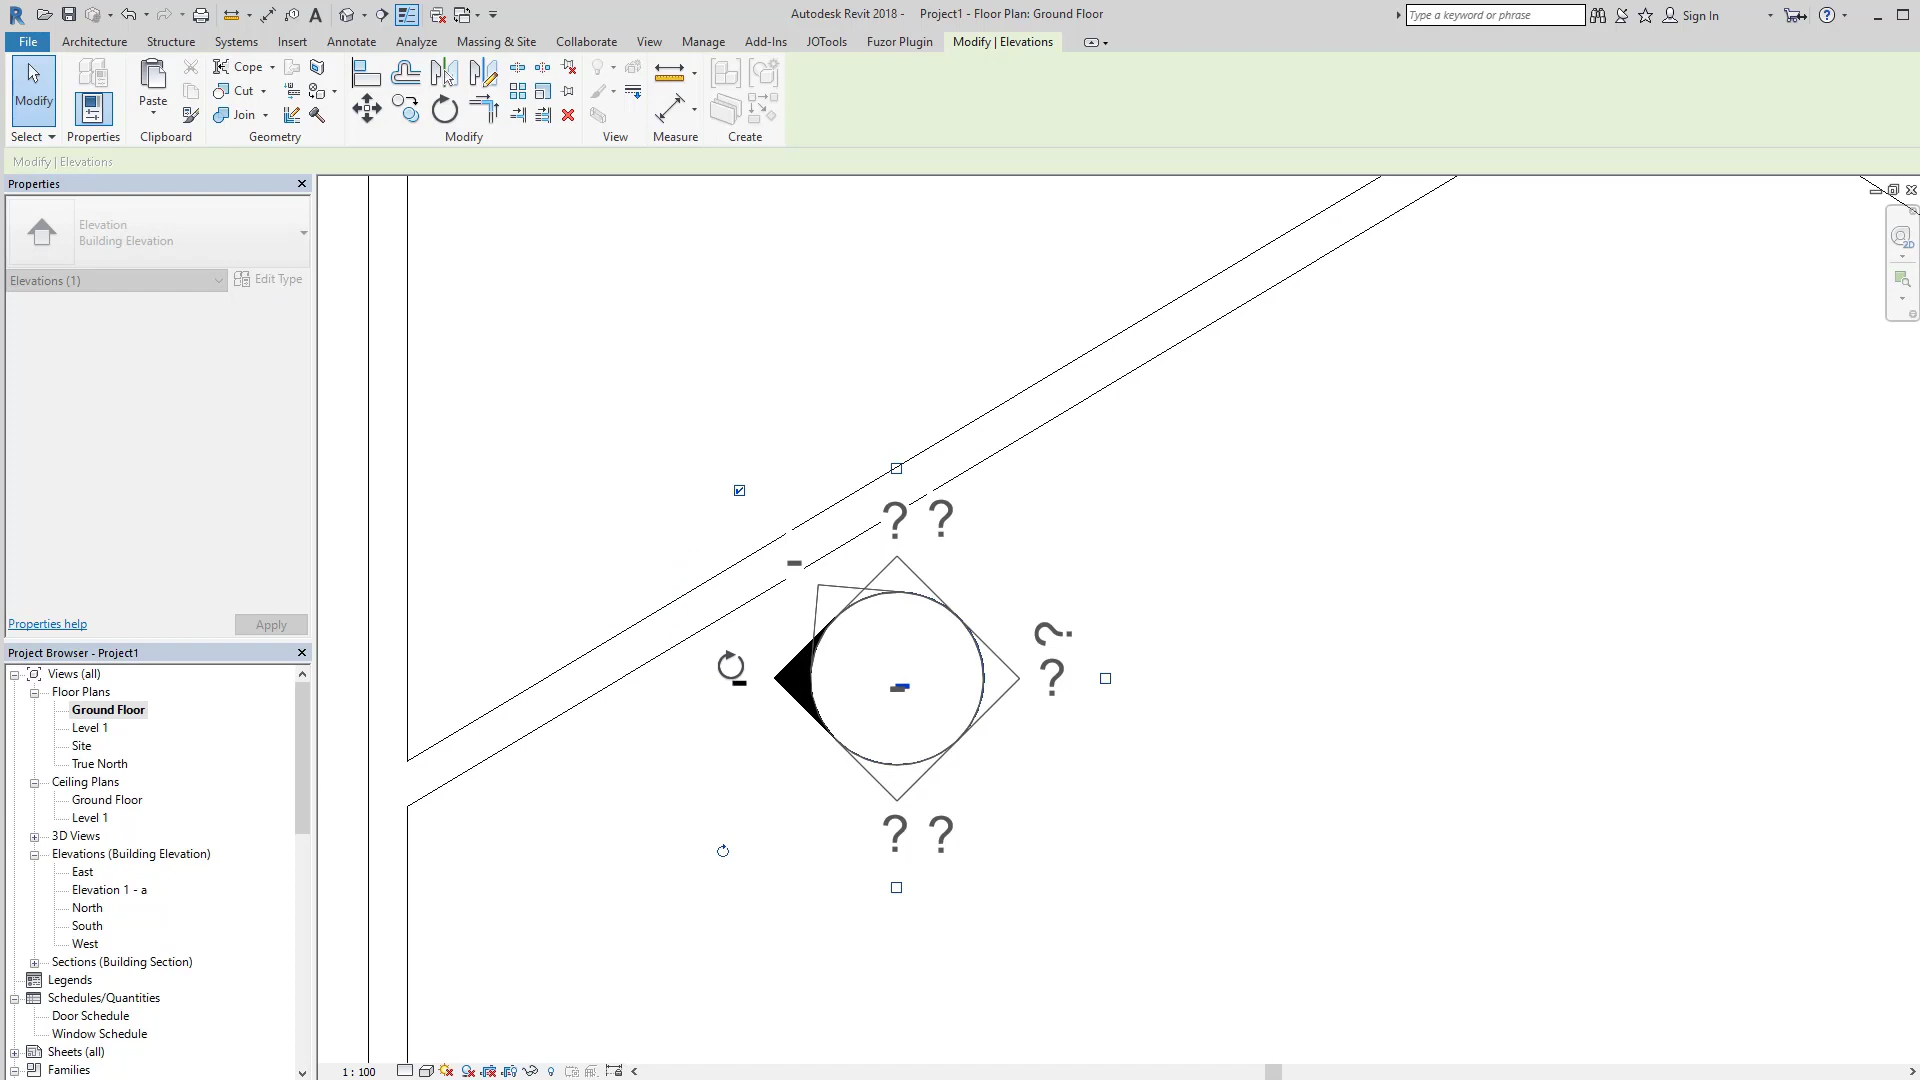 Autodesk Revit 2018 - Project1 - Floor Plan: Ground Floor
Type a keyword or phrase
Sign In
File Architecture Structure Systems Insert Annotate Analyze Massing & Site Collaborate View Manage Add-Ins JOTools Fuzor Plugin Modify | Elevations
Modify
Paste
Cope
Cut
Join
Select Properties Clipboard Geometry Modify View Measure Create
Modify | Elevations
Properties
Elevation
Building Elevation
Elevations (1)
Edit Type
Properties help
Apply
Project Browser - Project1
Views (all)
Floor Plans
Ground Floor
Level 1
Site
True North
Ceiling Plans
Ground Floor
Level 1
3D Views
Elevations (Building Elevation)
East
Elevation 1 - a
North
South
West
Sections (Building Section)
Legends
Schedules/Quantities
Door Schedule
Window Schedule
Sheets (all)
Families
? ?
?
?
? ?
2D
1 : 100